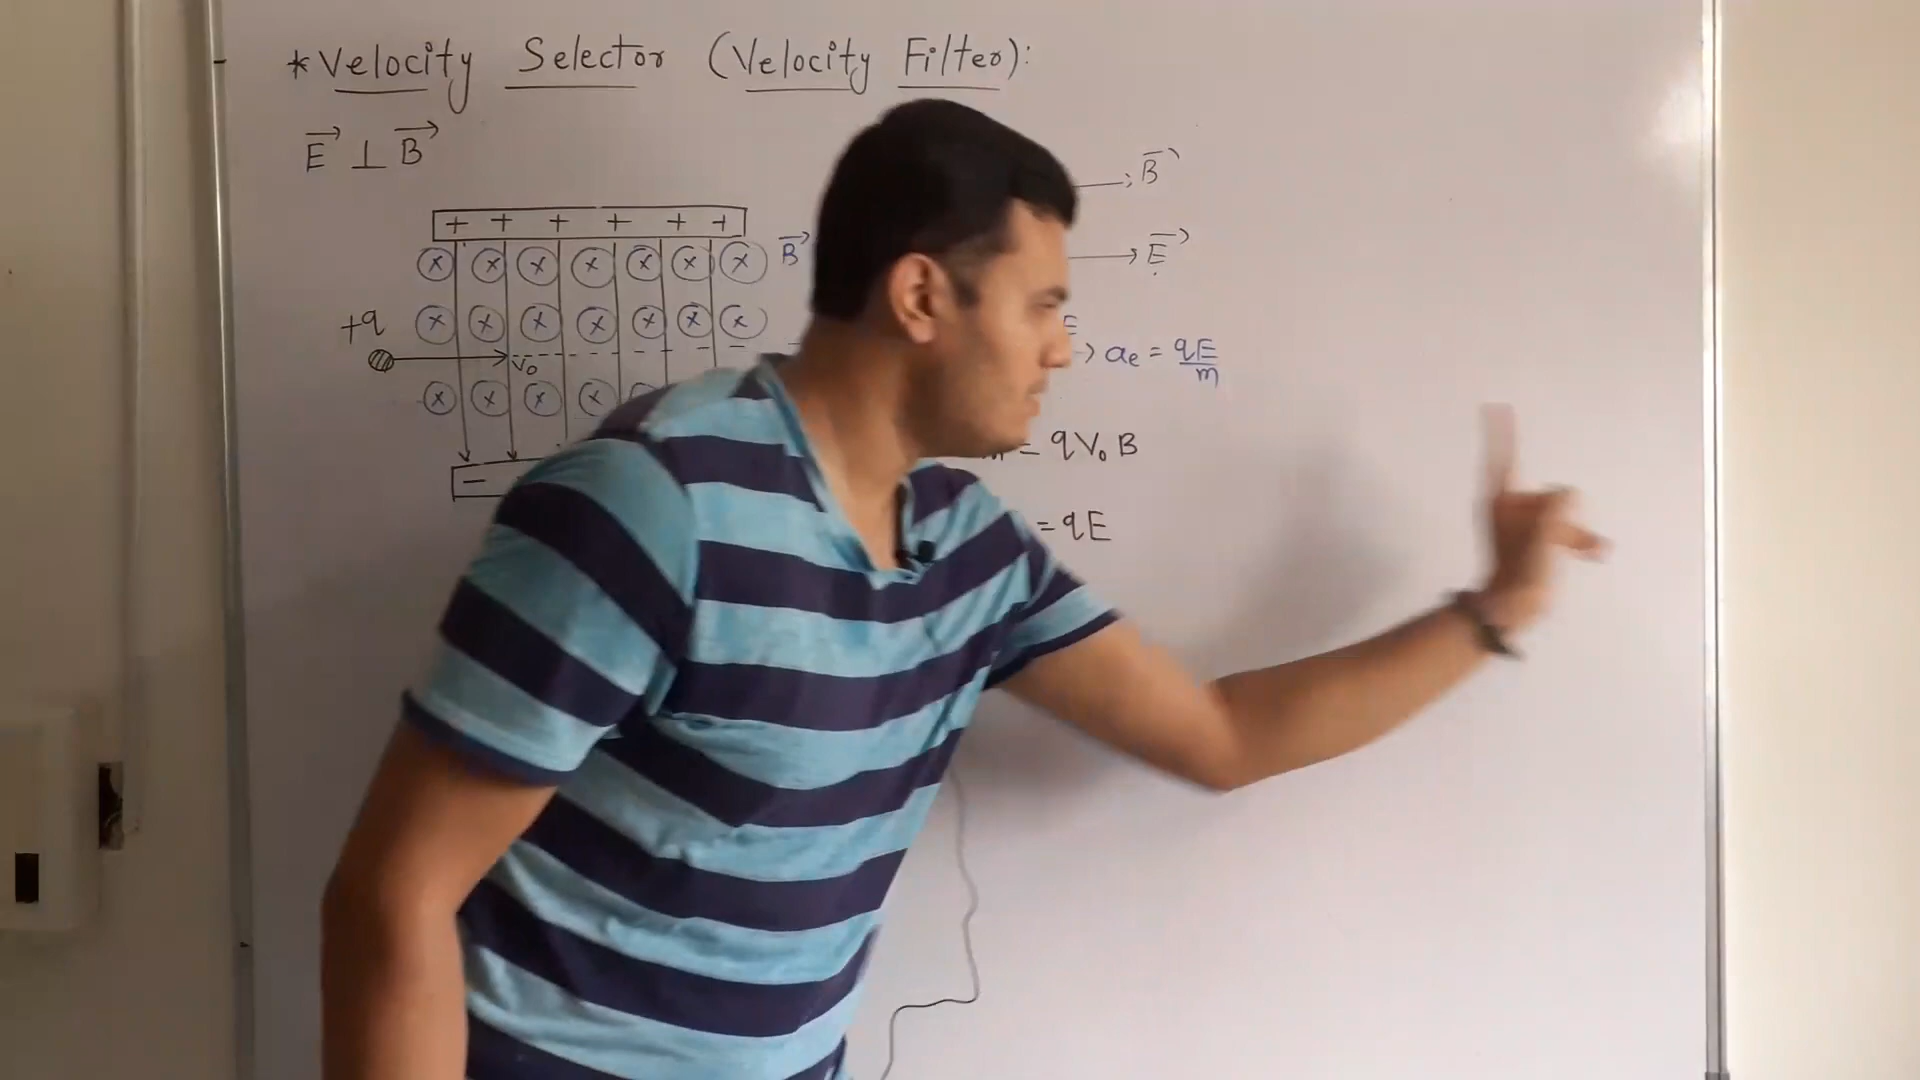 *Velocity Selector (Velocity Filter):
E ⊥ B
B
+ + + + + +
B
E
x x x x x x x
+q x x x x x x x
E
V₀
aₑ = qE/m
x x x x
= qV₀B
−
= qE